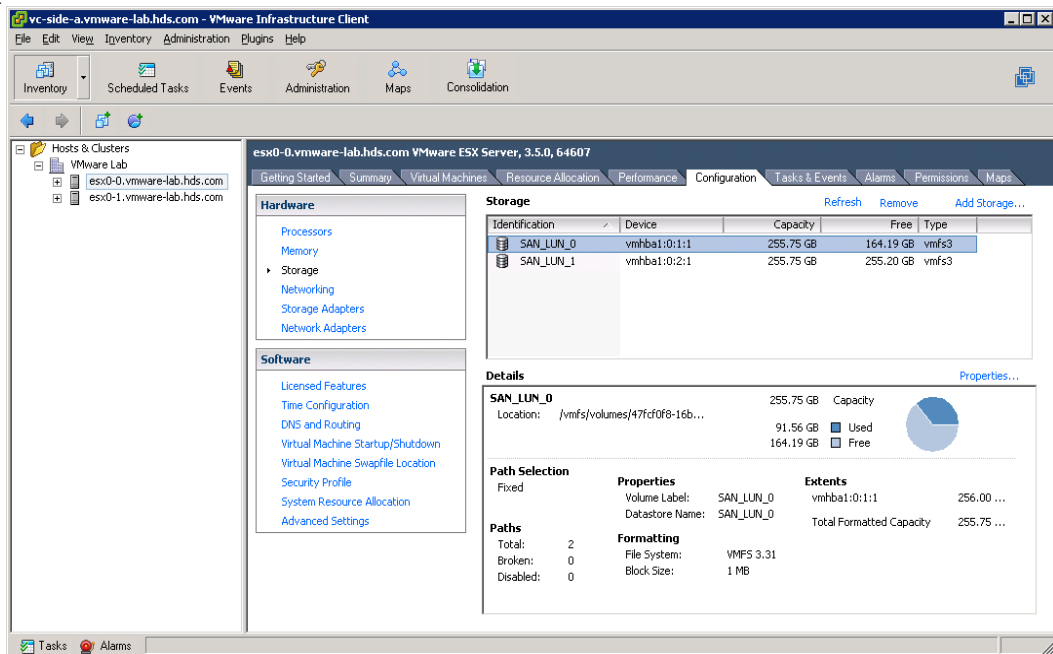 vc-side-a.vmware-lab.hds.com - VMware Infrastructure Client
File Edit View Inventory Administration Plugins Help
Inventory Scheduled Tasks Events Administration Maps Consolidation
Hosts & Clusters
VMware Lab
esx0-0.vmware-lab.hds.com
esx0-1.vmware-lab.hds.com
esx0-0.vmware-lab.hds.com VMware ESX Server, 3.5.0, 64607
Getting Started Summary Virtual Machines Resource Allocation Performance Configuration Tasks & Events Alarms Permissions Maps
Hardware
Processors
Memory
Storage
Networking
Storage Adapters
Network Adapters
Software
Licensed Features
Time Configuration
DNS and Routing
Virtual Machine Startup/Shutdown
Virtual Machine Swapfile Location
Security Profile
System Resource Allocation
Advanced Settings
Storage Refresh Remove Add Storage...
Identification Device Capacity Free Type
SAN_LUN_0 vmhba1:0:1:1 255.75 GB 164.19 GB vmfs3
SAN_LUN_1 vmhba1:0:2:1 255.75 GB 255.20 GB vmfs3
Details Properties...
SAN_LUN_0 255.75 GB Capacity
Location: /vmfs/volumes/47fcf0f8-16b...
91.56 GB Used
164.19 GB Free
Path Selection
Fixed
Paths
Total: 2
Broken: 0
Disabled: 0
Properties
Volume Label: SAN_LUN_0
Datastore Name: SAN_LUN_0
Formatting
File System: VMFS 3.31
Block Size: 1 MB
Extents
vmhba1:0:1:1 256.00 ...
Total Formatted Capacity 255.75 ...
Tasks Alarms